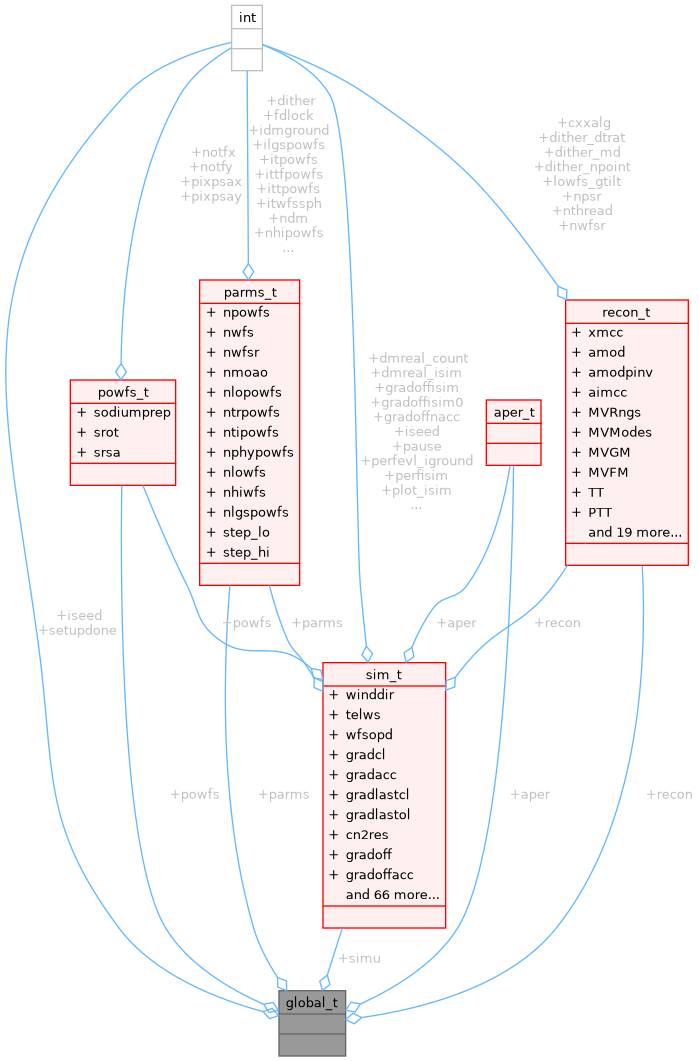 int
+dither
+fdlock
+idmground
+ilgspowfs
+itpowfs
+ittfpowfs
+ittpowfs
+itwfssph
+ndm
+nhipowfs
...
+cxxalg
+dither_dtrat
+dither_md
+dither_npoint
+lowfs_gtilt
+npsr
+nthread
+nwfsr
+notfx
+notfy
+pixpsax
+pixpsay
parms_t
+ npowfs
+ nwfs
+ nwfsr
+ nmoao
+ nlopowfs
+ ntrpowfs
+ ntipowfs
+ nphypowfs
+ nlowfs
+ nhiwfs
+ nlgspowfs
+ step_lo
+ step_hi
recon_t
+ xmcc
+ amod
+ amodpinv
+ aimcc
+ MVRngs
+ MVModes
+ MVGM
+ MVFM
+ TT
+ PTT
and 19 more...
+dmreal_count
+dmreal_isim
+gradoffisim
+gradoffisim0
+gradoffnacc
+iseed
+pause
+perfevl_iground
+perfisim
+plot_isim
...
powfs_t
+ sodiumprep
+ srot
+ srsa
aper_t
+iseed
+setupdone
+powfs
+parms
+aper
+recon
sim_t
+ winddir
+ telws
+ wfsopd
+ gradcl
+ gradacc
+ gradlastcl
+ gradlastol
+ cn2res
+ gradoff
+ gradoffacc
and 66 more...
+powfs
+parms
+aper
+recon
+simu
global_t